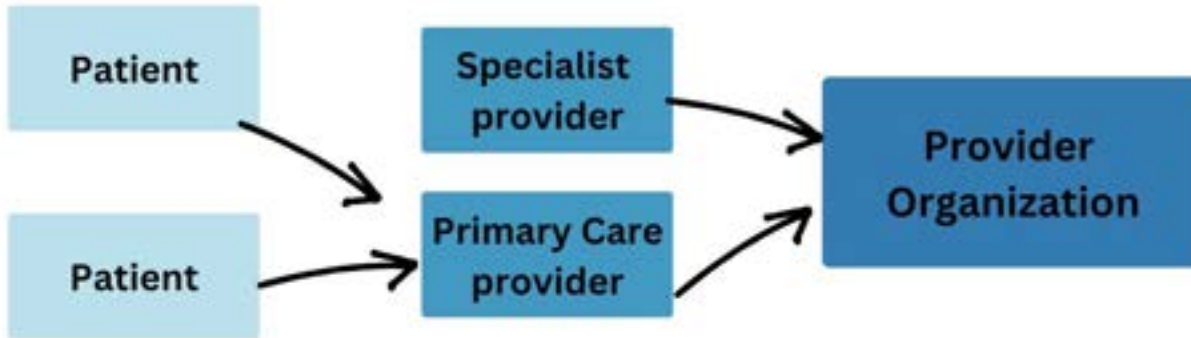 Patient
Patient
Specialist
provider
Primary Care
provider
Provider
Organization